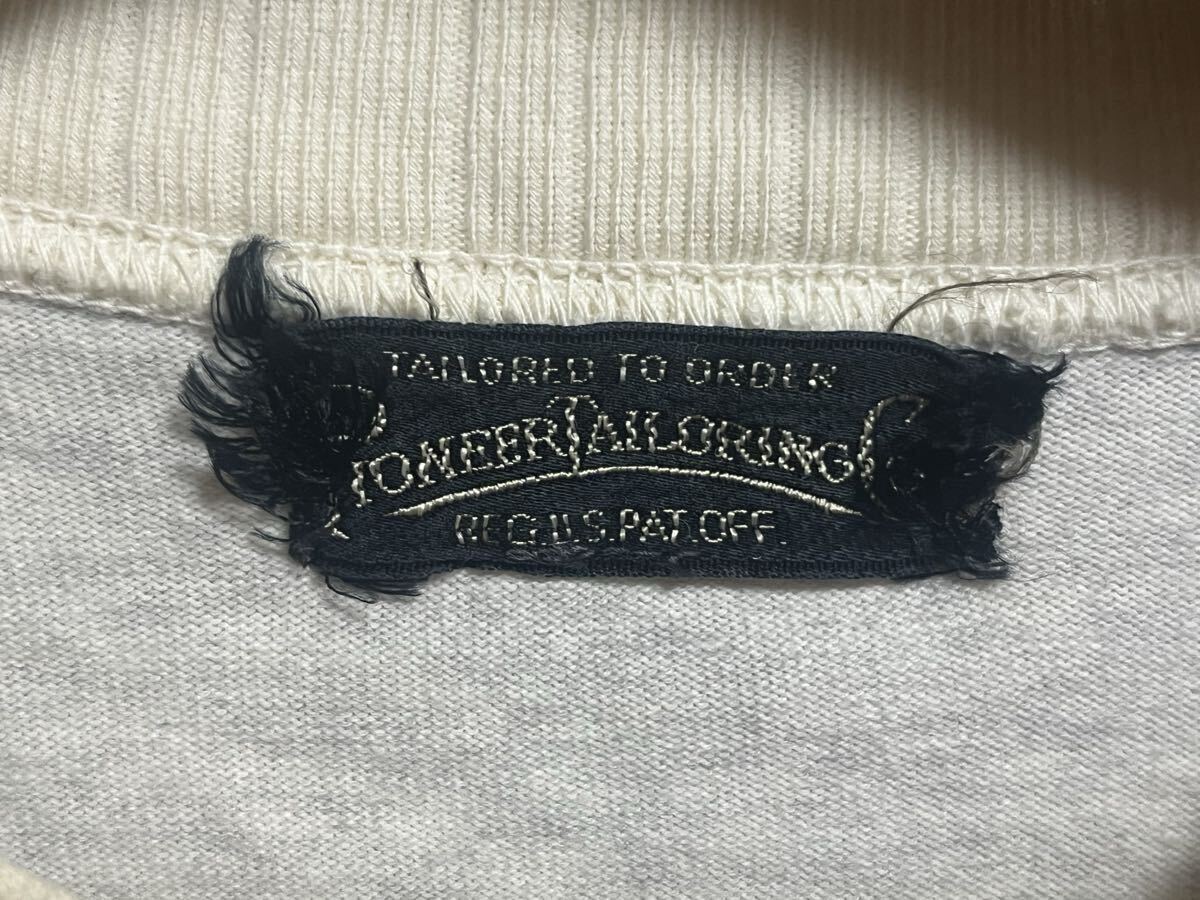 TAILORED TO ORDER
PIONEER TAILORING C
REG. U.S. PAT. OFF.